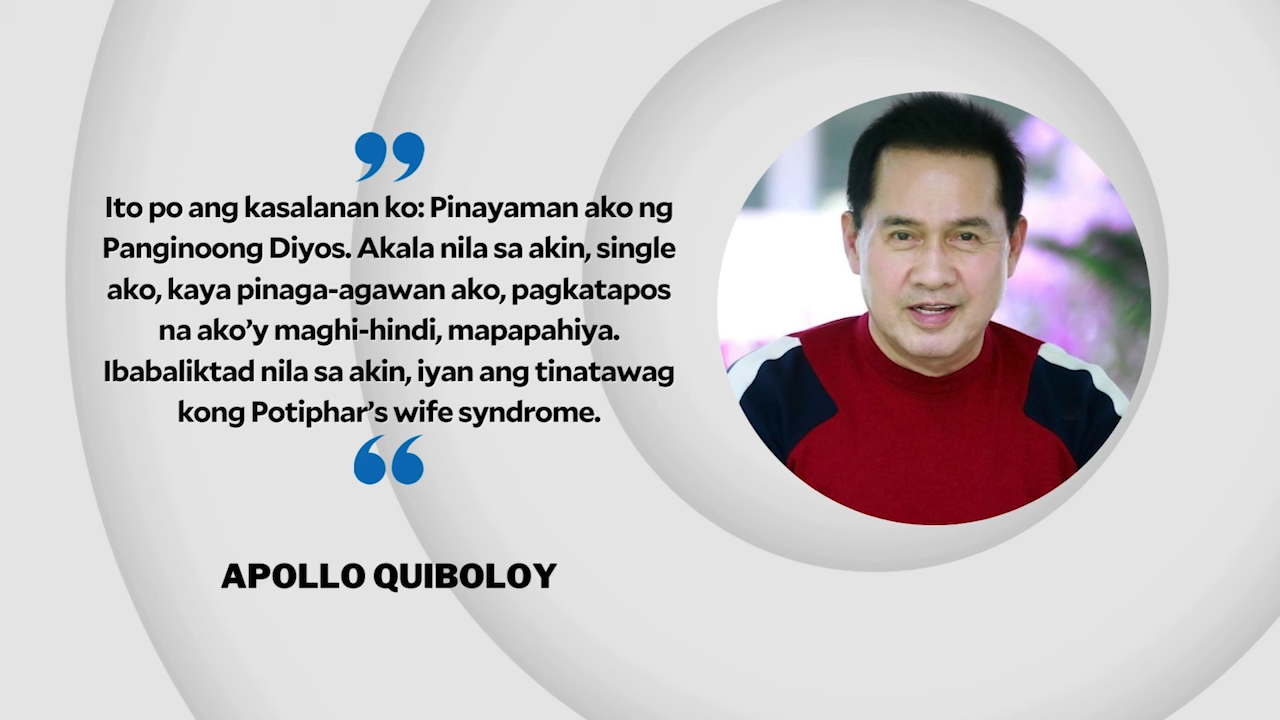 ”
Ito po ang kasalanan ko: Pinayaman ako ng
Panginoong Diyos. Akala nila sa akin, single
ako, kaya pinaga-agawan ako, pagkatapos
na ako’y maghi-hindi, mapapahiya.
Ibabaliktad nila sa akin, iyan ang tinatawag
kong Potiphar’s wife syndrome.
“
APOLLO QUIBOLOY